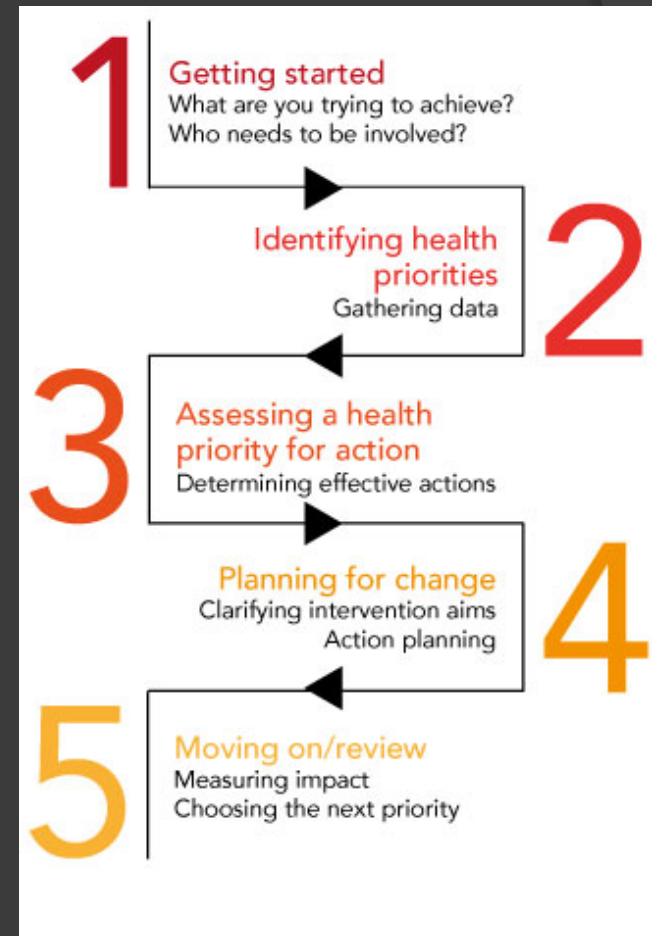 1
Getting started
What are you trying to achieve?
Who needs to be involved?
2
Identifying health
priorities
Gathering data
3
Assessing a health
priority for action
Determining effective actions
4
Planning for change
Clarifying intervention aims
Action planning
5
Moving on/review
Measuring impact
Choosing the next priority